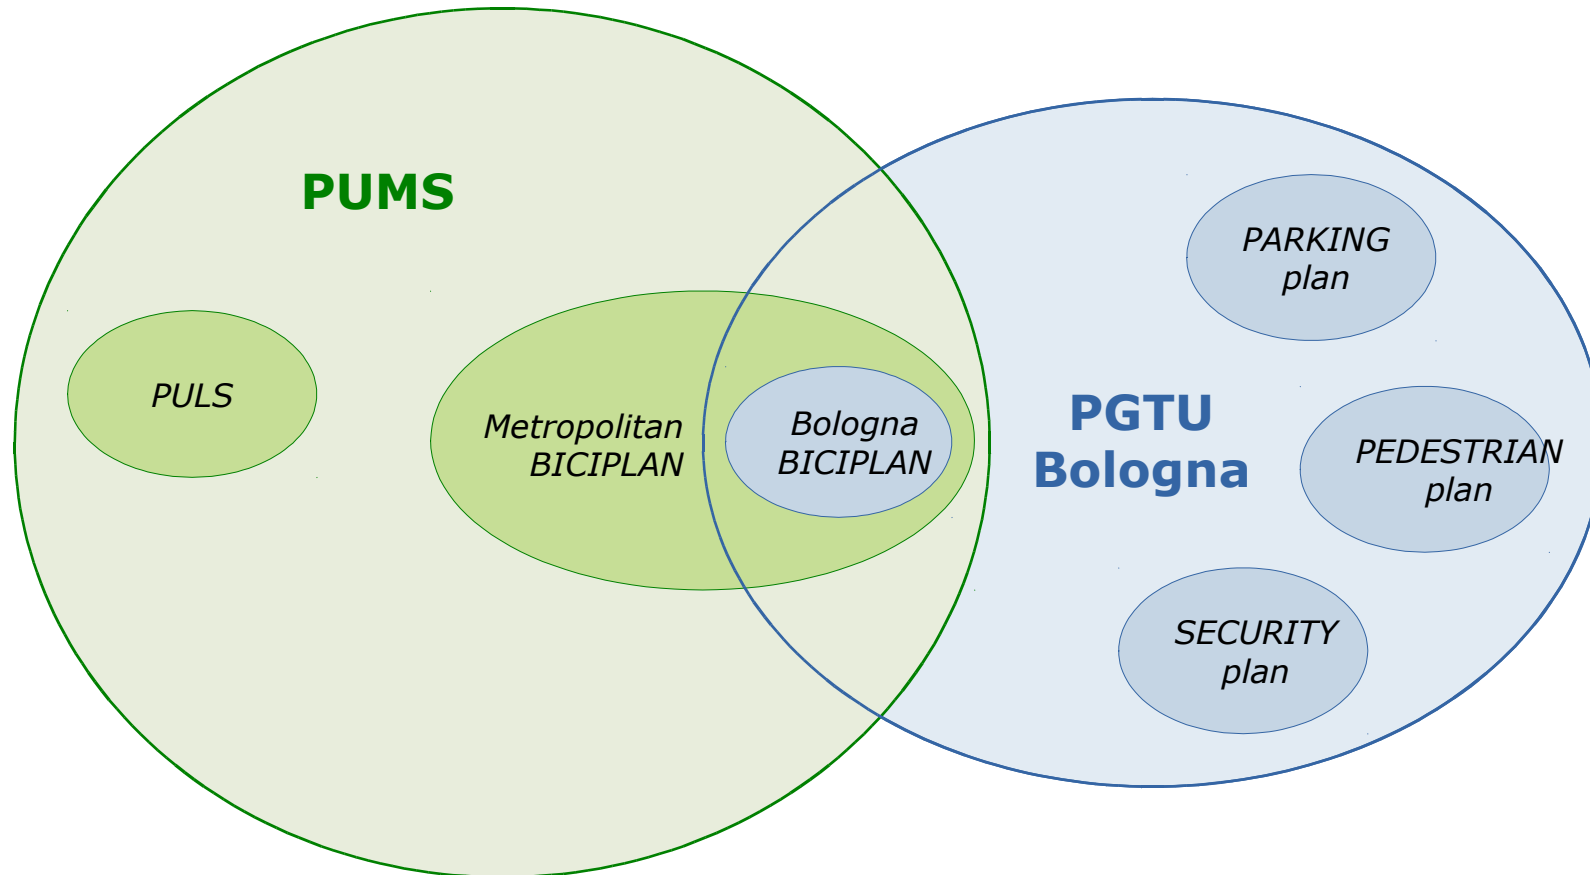 PUMS
PULS
Metropolitan
BICIPLAN
Bologna
BICIPLAN
PGTU
Bologna
PARKING
plan
PEDESTRIAN
plan
SECURITY
plan